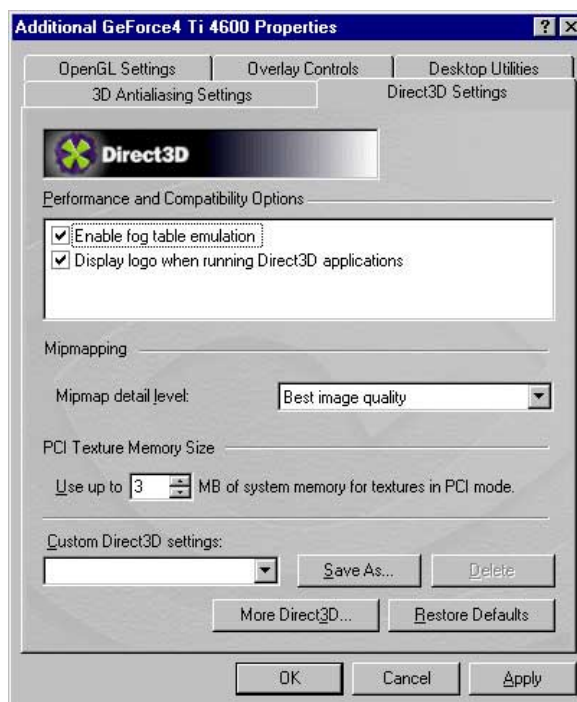 Additional GeForce4 Ti 4600 Properties
OpenGL Settings Overlay Controls Desktop Utilities
3D Antialiasing Settings Direct3D Settings
Direct3D
Performance and Compatibility Options
Enable fog table emulation
Display logo when running Direct3D applications
Mipmapping
Mipmap detail level: Best image quality
PCI Texture Memory Size
Use up to 3 MB of system memory for textures in PCI mode.
Custom Direct3D settings:
Save As... Delete
More Direct3D... Restore Defaults
OK Cancel Apply